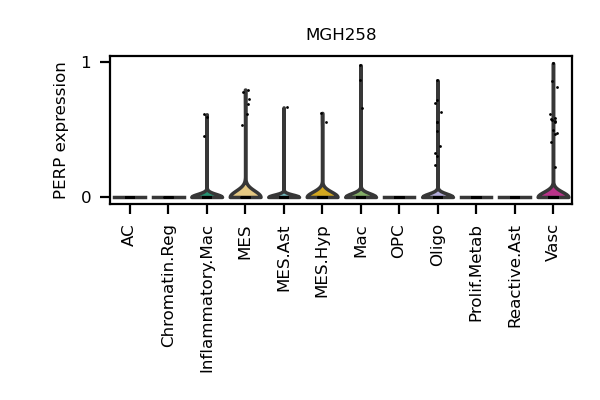 MGH258
PERP expression
1
0
AC
Chromatin.Reg
Inflammatory.Mac
MES
MES.Ast
MES.Hyp
Mac
OPC
Oligo
Prolif.Metab
Reactive.Ast
Vasc